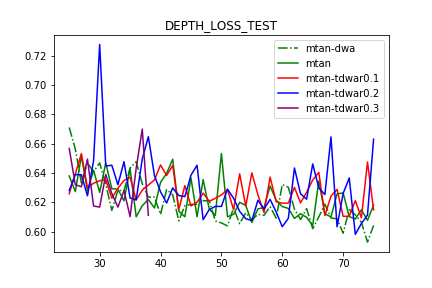 DEPTH_LOSS_TEST
mtan-dwa
mtan
mtan-tdwar0.1
mtan-tdwar0.2
mtan-tdwar0.3
0.72
0.70
0.68
0.66
0.64
0.62
0.60
30 40 50 60 70